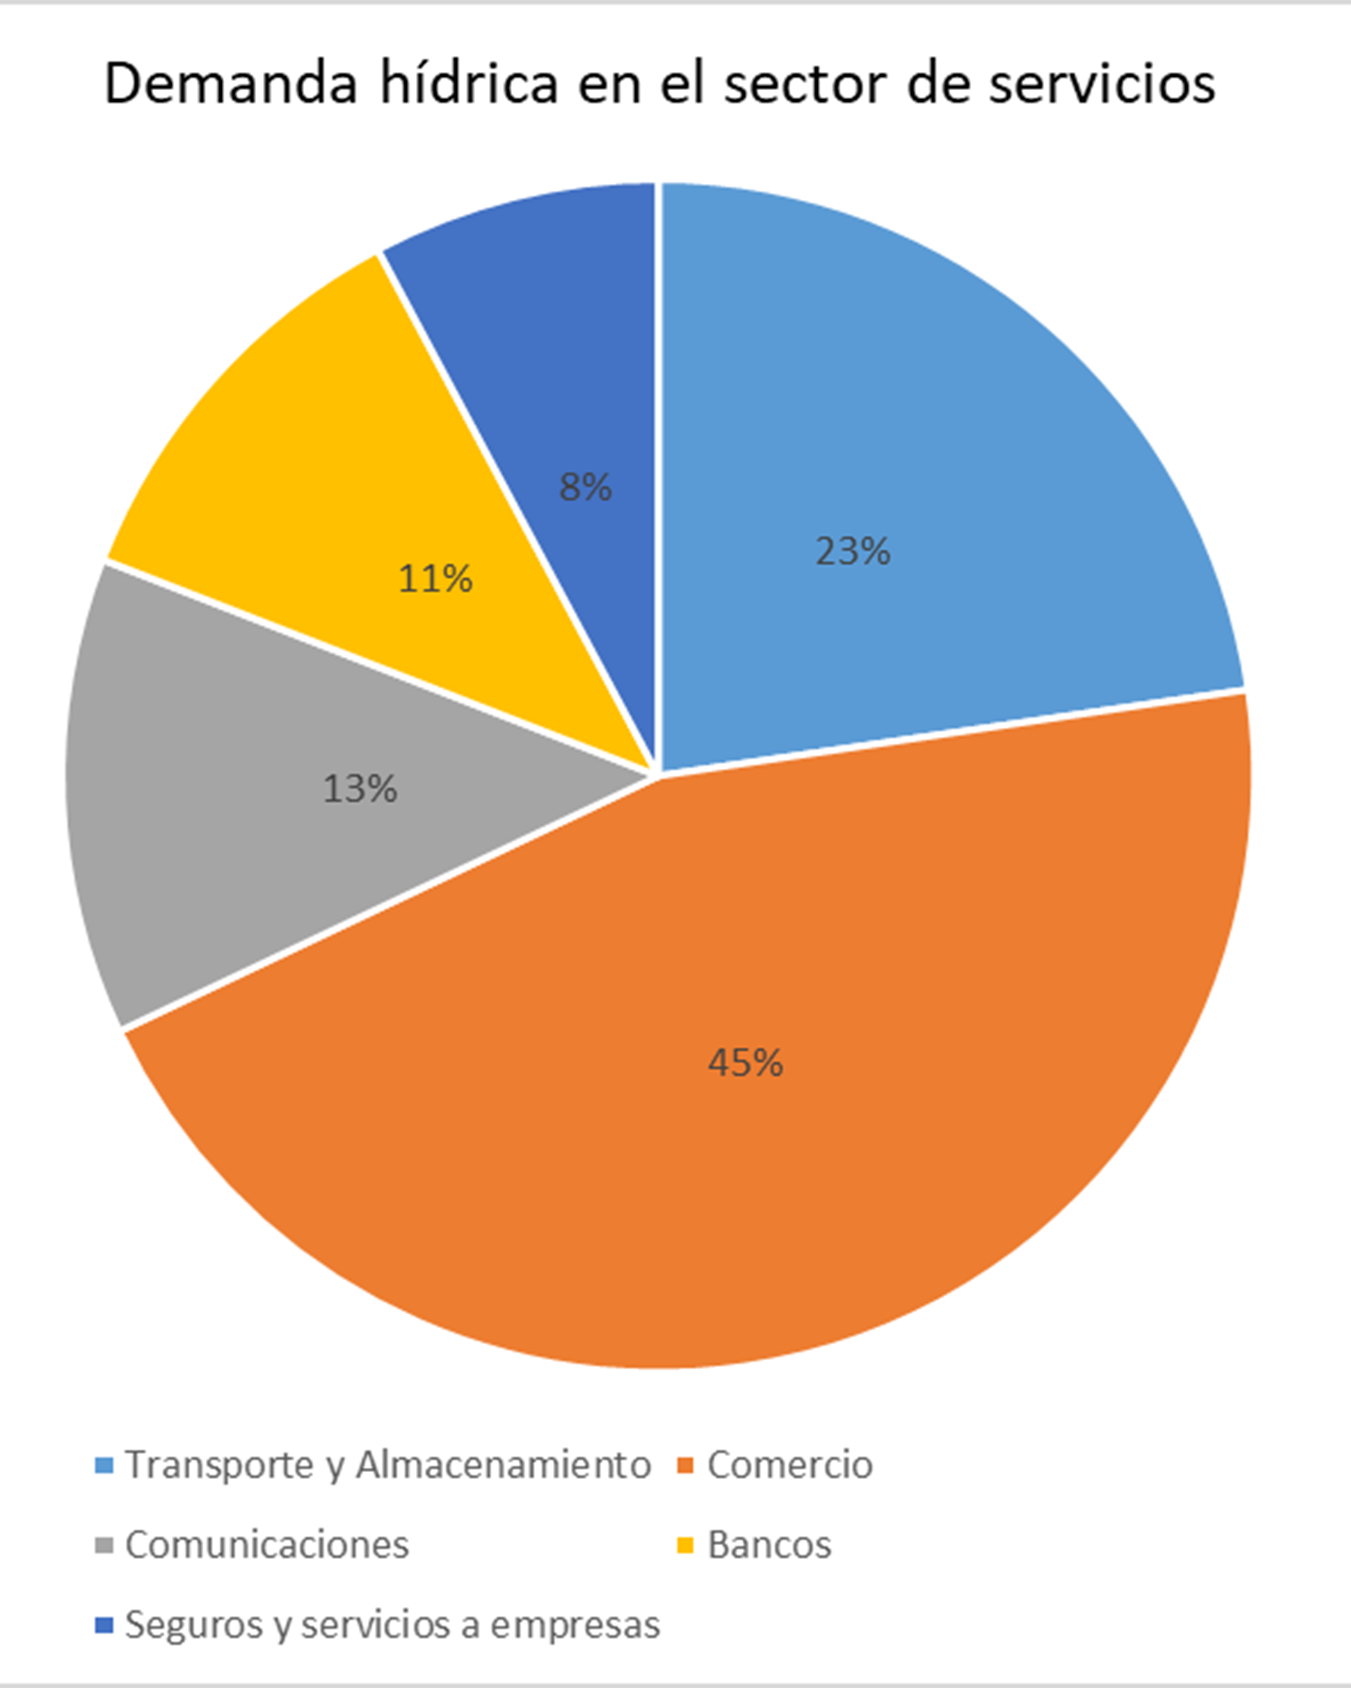 Demanda hídrica en el sector de servicios
8%
23%
11%
13%
45%
Transporte y Almacenamiento
Comercio
Comunicaciones
Bancos
Seguros y servicios a empresas